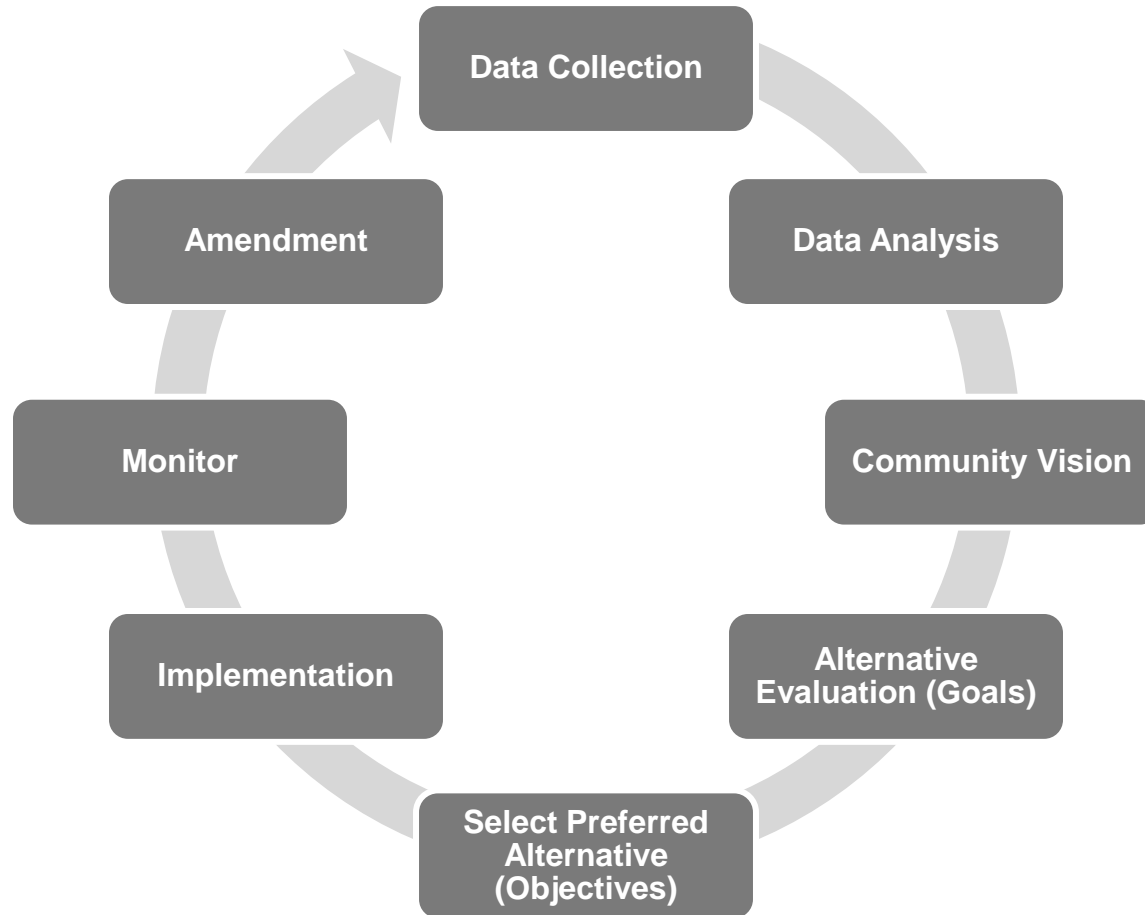 Data Collection
Data Analysis
Community Vision
Alternative
Evaluation (Goals)
Select Preferred
Alternative
(Objectives)
Implementation
Monitor
Amendment